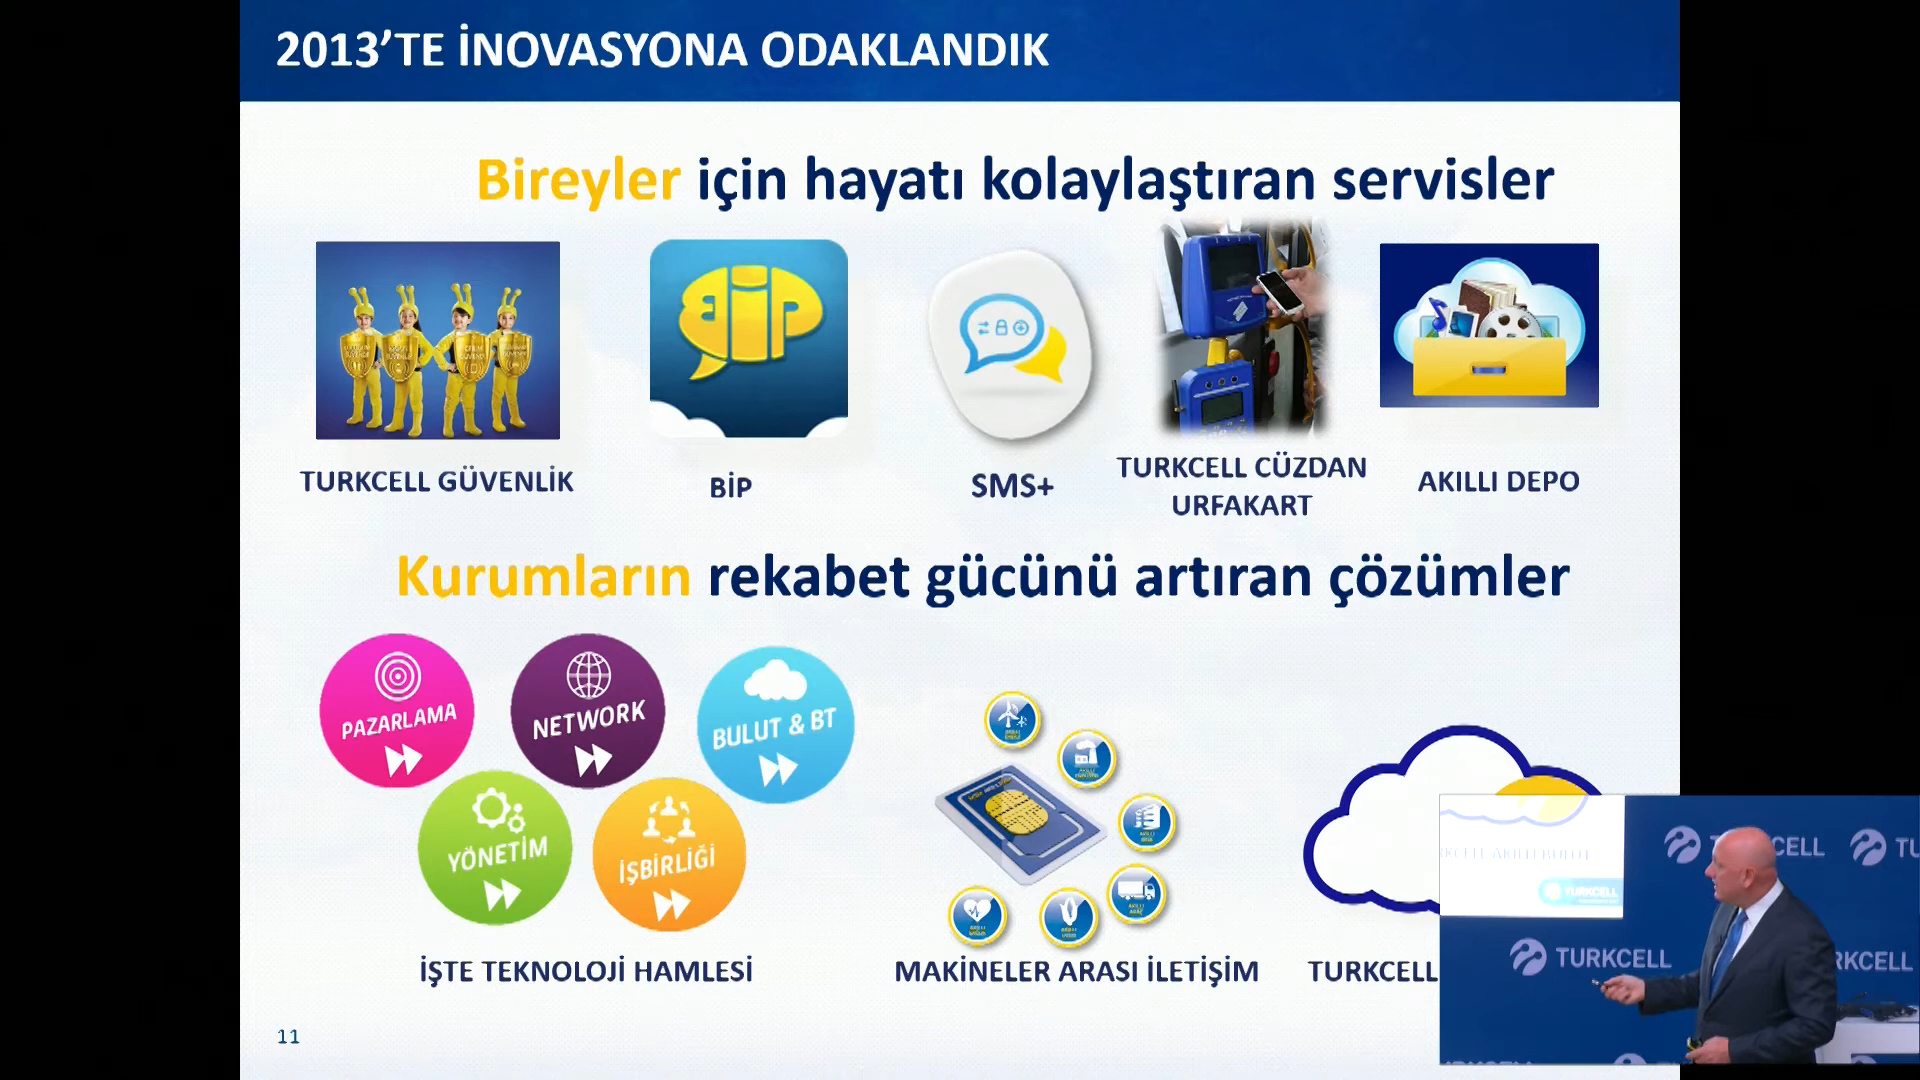 2013’TE İNOVASYONA ODAKLANDIK
Bireyler için hayatı kolaylaştıran servisler
BİP
TURKCELL GÜVENLİK
BİP
SMS+
TURKCELL CÜZDAN
URFAKART
AKILLI DEPO
Kurumların rekabet gücünü artıran çözümler
PAZARLAMA
NETWORK
BULUT & BT
YÖNETİM
İŞBİRLİĞİ
İŞTE TEKNOLOJİ HAMLESİ
MAKİNELER ARASI İLETİŞİM
TURKCELL
11
TURKCELL
TURKCELL